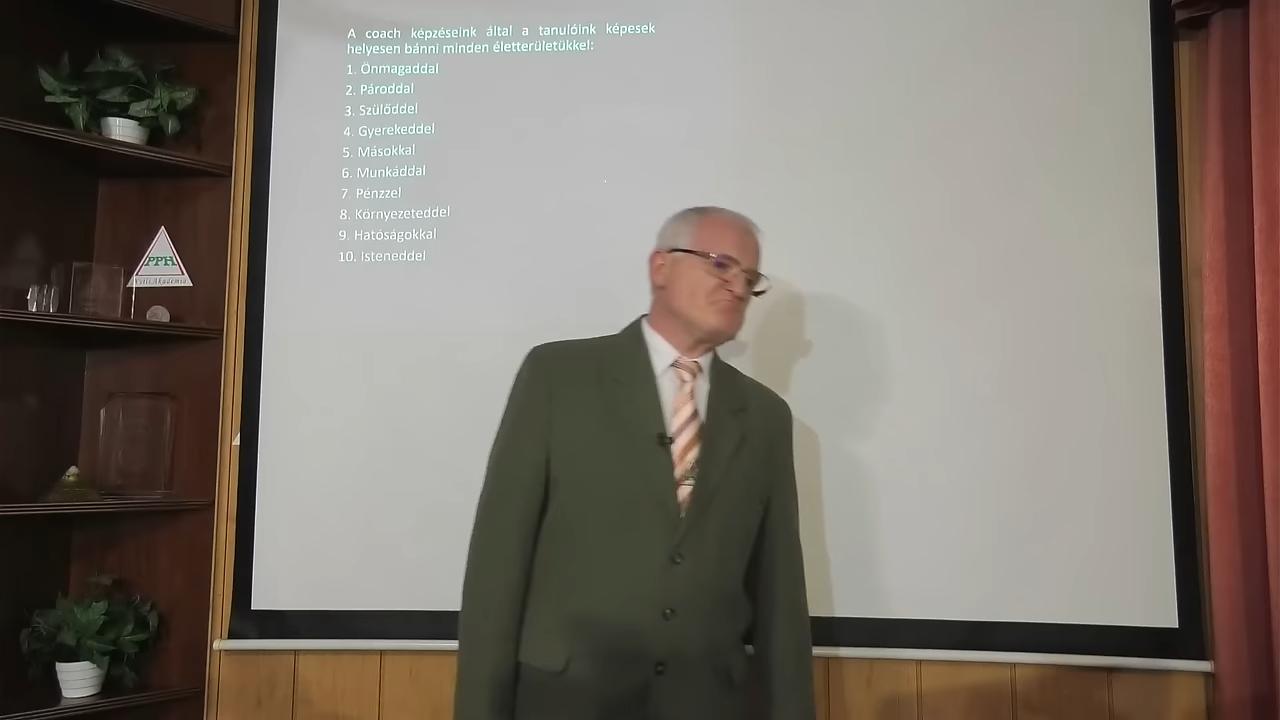 A coach képzéseink által a tanulóink képesek
helyesen bánni minden életterületükkel:
1. Önmagaddal
2. Pároddal
3. Szülőddel
4. Gyerekeddel
5. Másokkal
6. Munkáddal
7. Pénzzel
8. Környezeteddel
9. Hatóságokkal
10. Isteneddel
PPH
Akadémia